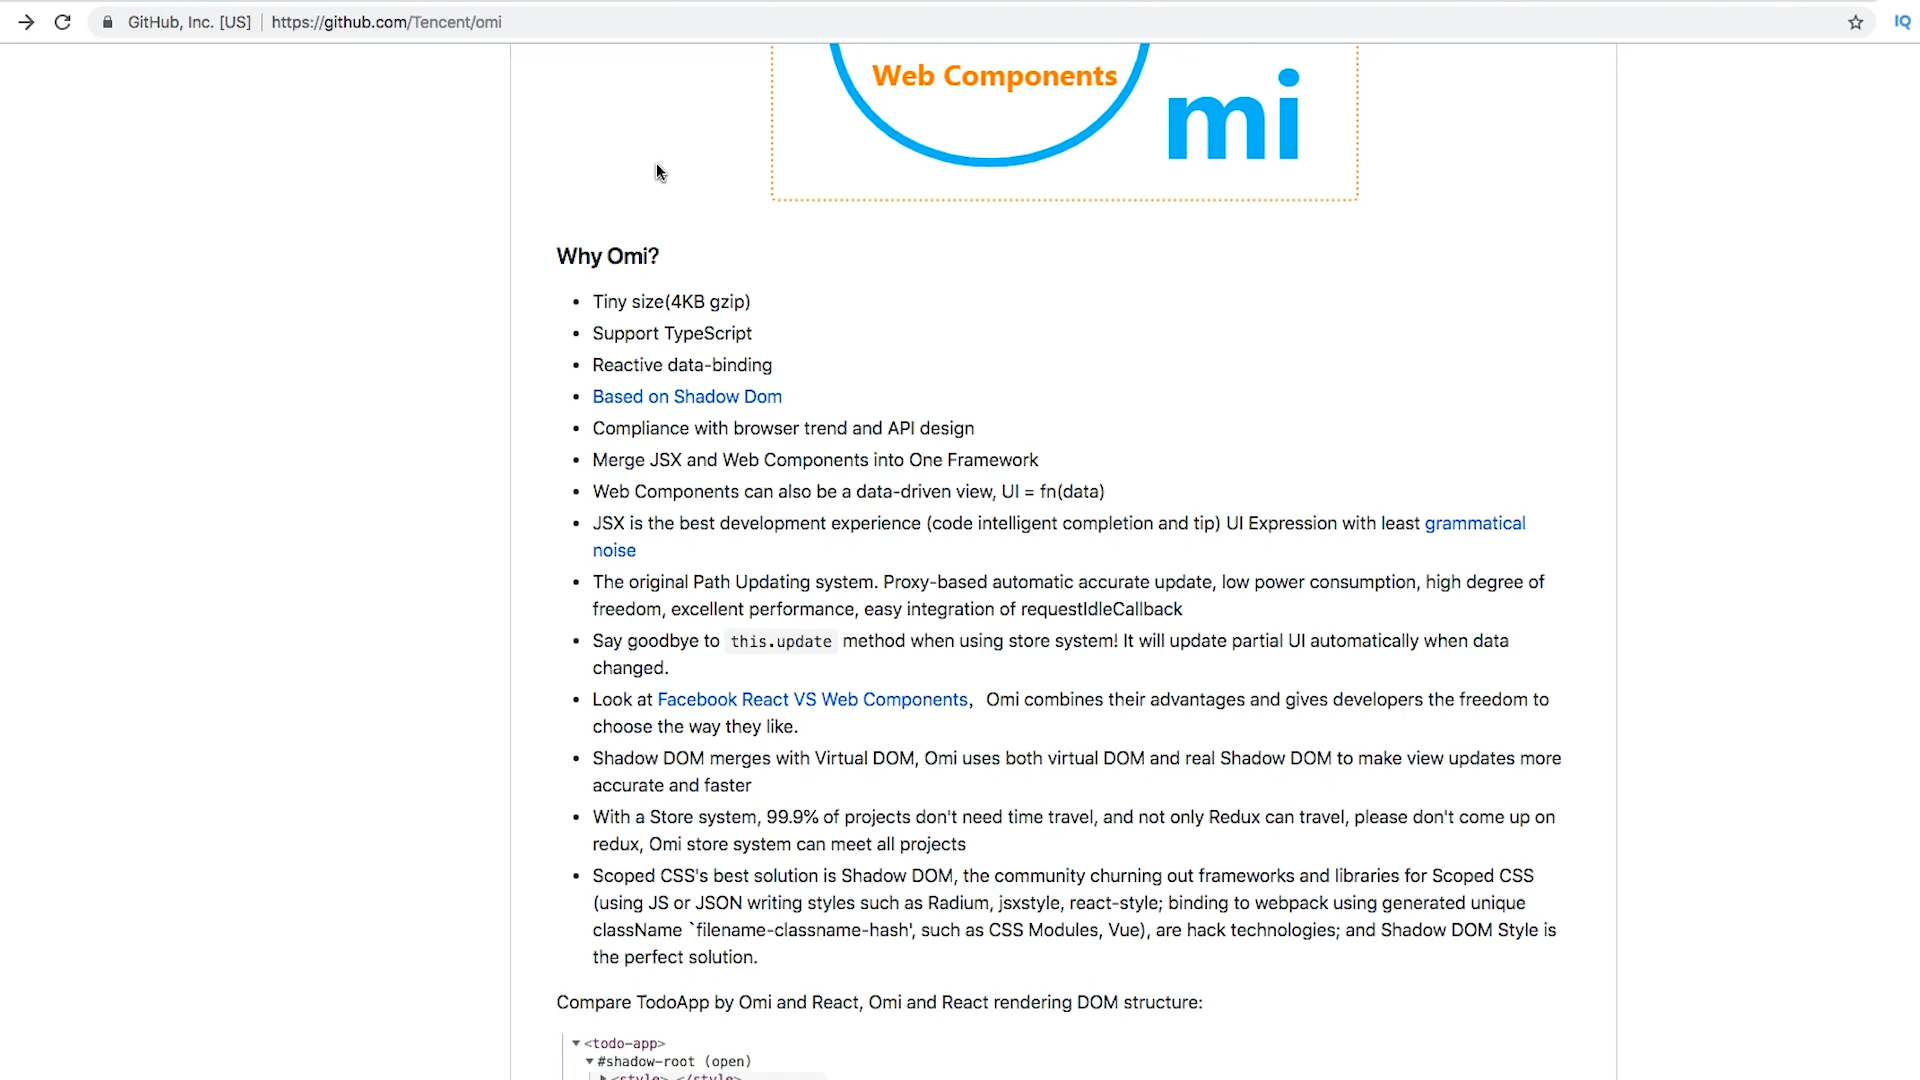 GitHub, Inc. [US] | https://github.com/Tencent/omi
IQ
Web Components
mi
Why Omi?
Tiny size(4KB gzip)
Support TypeScript
Reactive data-binding
Based on Shadow Dom
Compliance with browser trend and API design
Merge JSX and Web Components into One Framework
Web Components can also be a data-driven view, UI = fn(data)
JSX is the best development experience (code intelligent completion and tip) UI Expression with least grammatical
noise
The original Path Updating system. Proxy-based automatic accurate update, low power consumption, high degree of
freedom, excellent performance, easy integration of requestIdleCallback
Say goodbye to this.update method when using store system! It will update partial UI automatically when data
changed.
Look at Facebook React VS Web Components，Omi combines their advantages and gives developers the freedom to
choose the way they like.
Shadow DOM merges with Virtual DOM, Omi uses both virtual DOM and real Shadow DOM to make view updates more
accurate and faster
With a Store system, 99.9% of projects don't need time travel, and not only Redux can travel, please don't come up on
redux, Omi store system can meet all projects
Scoped CSS's best solution is Shadow DOM, the community churning out frameworks and libraries for Scoped CSS
(using JS or JSON writing styles such as Radium, jsxstyle, react-style; binding to webpack using generated unique
className `filename-classname-hash', such as CSS Modules, Vue), are hack technologies; and Shadow DOM Style is
the perfect solution.
Compare TodoApp by Omi and React, Omi and React rendering DOM structure:
<todo-app>
#shadow-root (open)
<style>…</style>